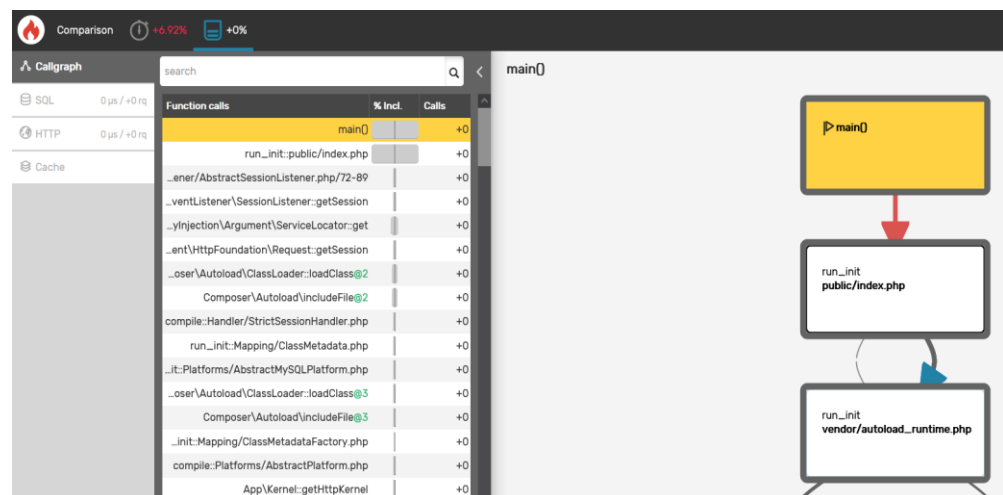 Comparison +6.92% +0%
Callgraph
SQL 0 µs / +0 rq
HTTP 0 µs / +0 rq
Cache
search
Function calls % Incl. Calls
main() +0
run_init::public/index.php +0
…ener/AbstractSessionListener.php/72-89 +0
…ventListener\SessionListener::getSession +0
…yInjection\Argument\ServiceLocator::get +0
…ent\HttpFoundation\Request::getSession +0
…oser\Autoload\ClassLoader::loadClass@2 +0
Composer\Autoload\includeFile@2 +0
compile::Handler/StrictSessionHandler.php +0
run_init::Mapping/ClassMetadata.php +0
…it::Platforms/AbstractMySQLPlatform.php +0
…oser\Autoload\ClassLoader::loadClass@3 +0
Composer\Autoload\includeFile@3 +0
…init::Mapping/ClassMetadataFactory.php +0
compile::Platforms/AbstractPlatform.php +0
App\Kernel::getHttpKernel +0
main()
main()
run_init
public/index.php
run_init
vendor/autoload_runtime.php